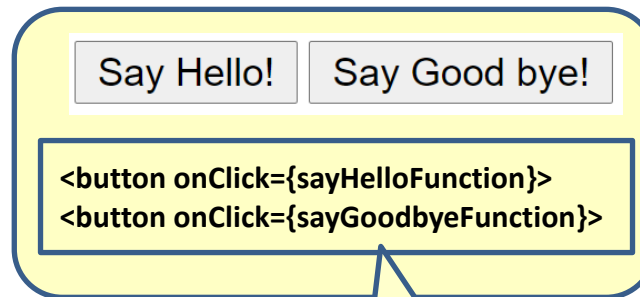 Say Hello! Say Good bye!
<button onClick={sayHelloFunction}>
<button onClick={sayGoodbyeFunction}>